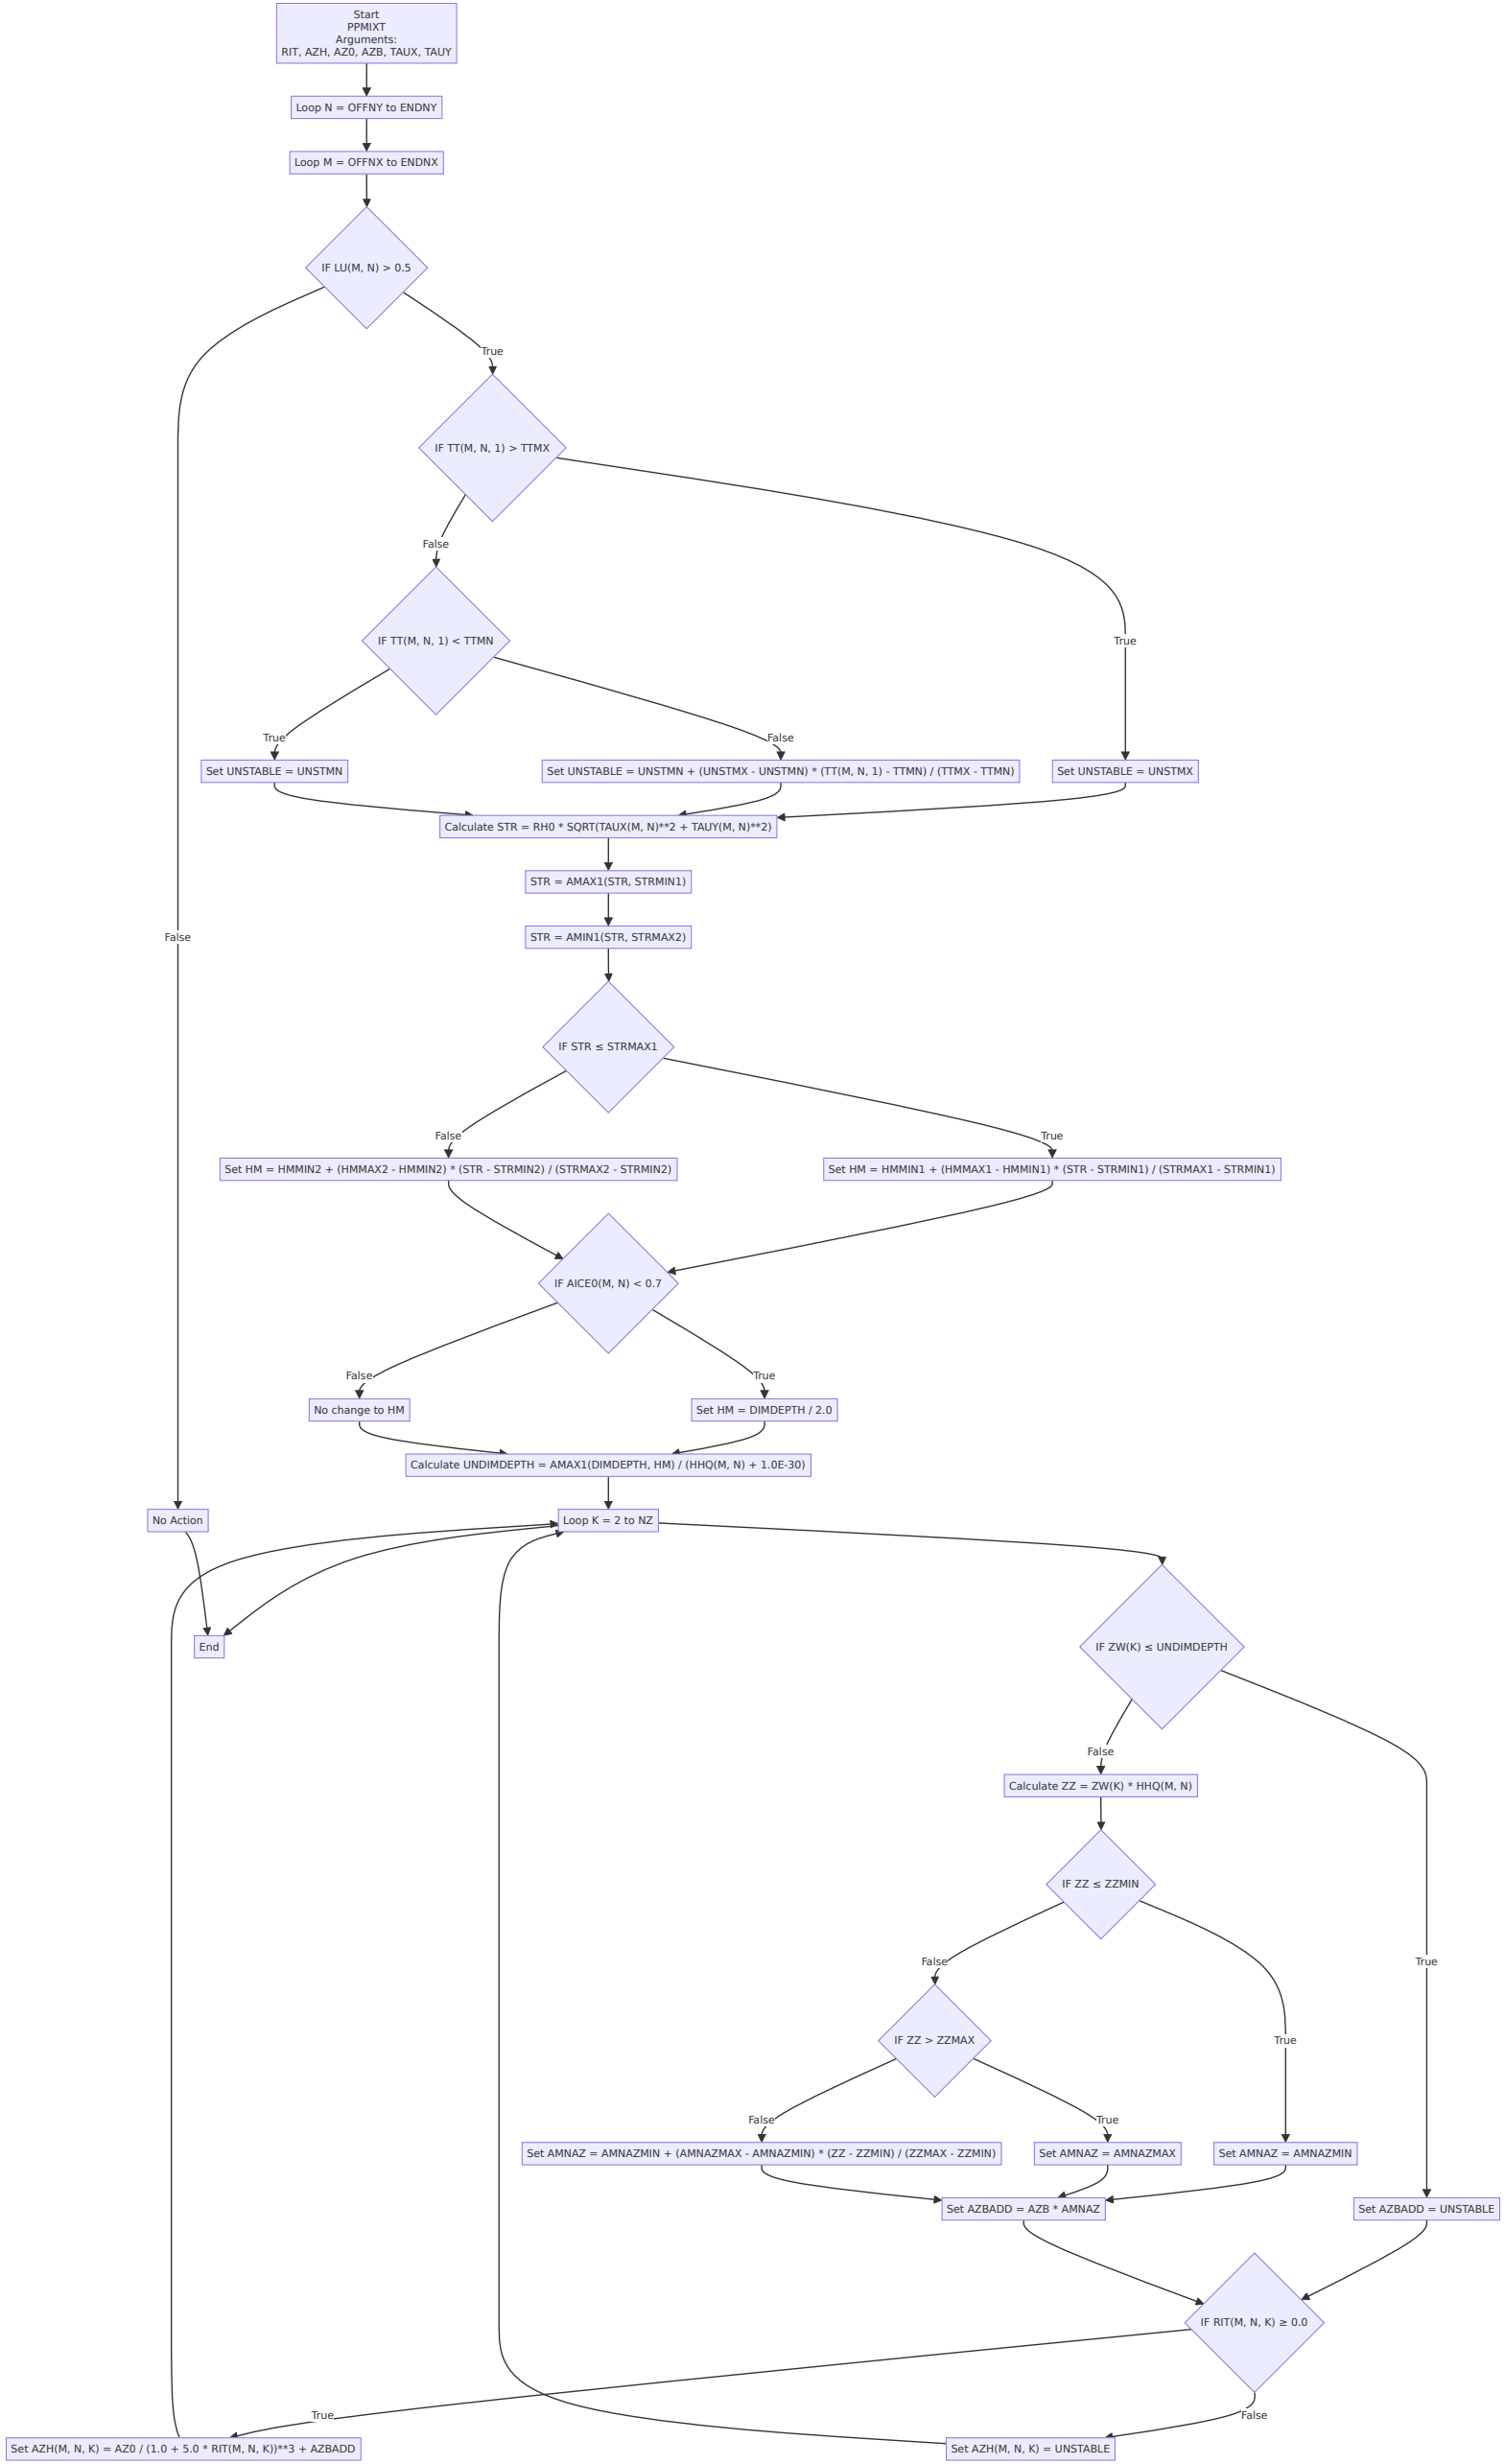 Start
PPMIXT
Arguments:
RIT, AZH, AZ0, AZB, TAUX, TAUY
Loop N = OFFNY to ENDNY
Loop M = OFFNX to ENDNX
IF LU(M, N) > 0.5
True
IF TT(M, N, 1) > TTMX
False
True
IF TT(M, N, 1) < TTMN
True
False
Set UNSTABLE = UNSTMN
Set UNSTABLE = UNSTMN + (UNSTMX - UNSTMN) * (TT(M, N, 1) - TTMN) / (TTMX - TTMN)
Set UNSTABLE = UNSTMX
Calculate STR = RH0 * SQRT(TAUX(M, N)**2 + TAUY(M, N)**2)
STR = AMAX1(STR, STRMIN1)
False
STR = AMIN1(STR, STRMAX2)
IF STR ≤ STRMAX1
False
True
Set HM = HMMIN2 + (HMMAX2 - HMMIN2) * (STR - STRMIN2) / (STRMAX2 - STRMIN2)
Set HM = HMMIN1 + (HMMAX1 - HMMIN1) * (STR - STRMIN1) / (STRMAX1 - STRMIN1)
IF AICE0(M, N) < 0.7
False
True
No change to HM
Set HM = DIMDEPTH / 2.0
Calculate UNDIMDEPTH = AMAX1(DIMDEPTH, HM) / (HHQ(M, N) + 1.0E-30)
No Action
Loop K = 2 to NZ
End
IF ZW(K) ≤ UNDIMDEPTH
False
Calculate ZZ = ZW(K) * HHQ(M, N)
IF ZZ ≤ ZZMIN
False
True
IF ZZ > ZZMAX
True
False
True
Set AMNAZ = AMNAZMIN + (AMNAZMAX - AMNAZMIN) * (ZZ - ZZMIN) / (ZZMAX - ZZMIN)
Set AMNAZ = AMNAZMAX
Set AMNAZ = AMNAZMIN
Set AZBADD = AZB * AMNAZ
Set AZBADD = UNSTABLE
IF RIT(M, N, K) ≥ 0.0
True
False
Set AZH(M, N, K) = AZ0 / (1.0 + 5.0 * RIT(M, N, K))**3 + AZBADD
Set AZH(M, N, K) = UNSTABLE